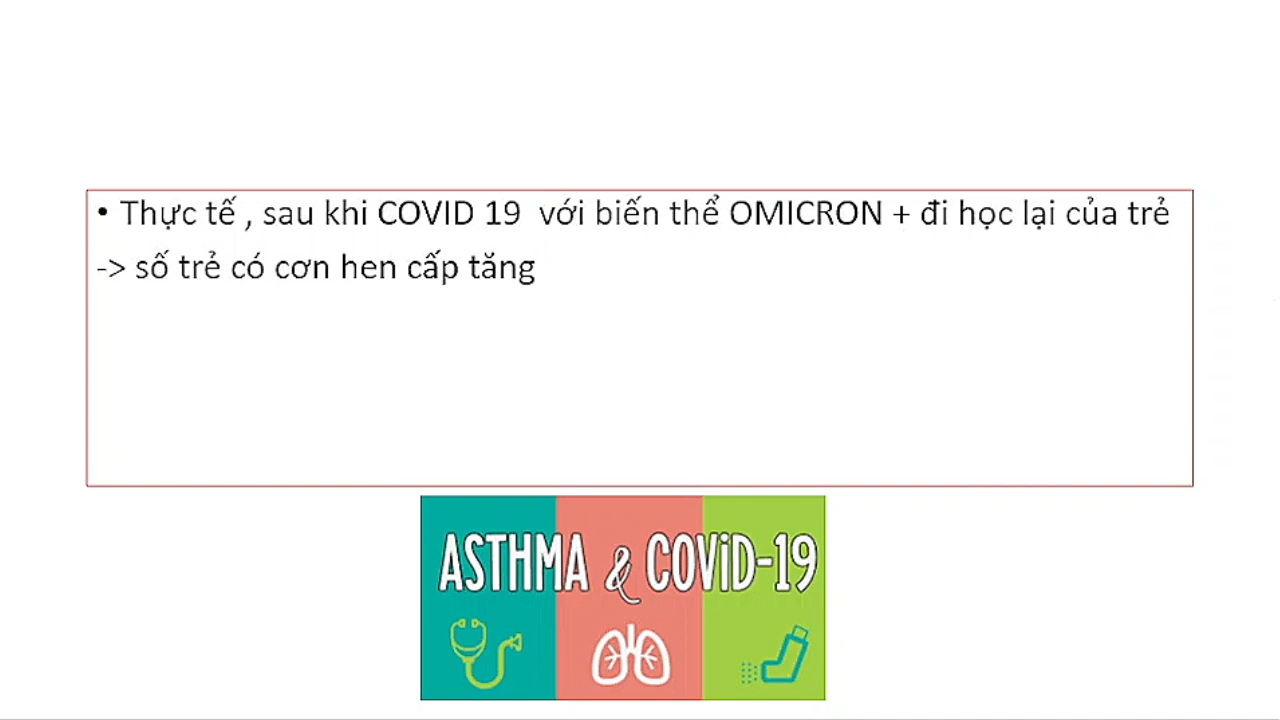 • Thực tế , sau khi COVID 19  với biến thể OMICRON + đi học lại của trẻ
-> số trẻ có cơn hen cấp tăng
ASTHMA & COViD-19